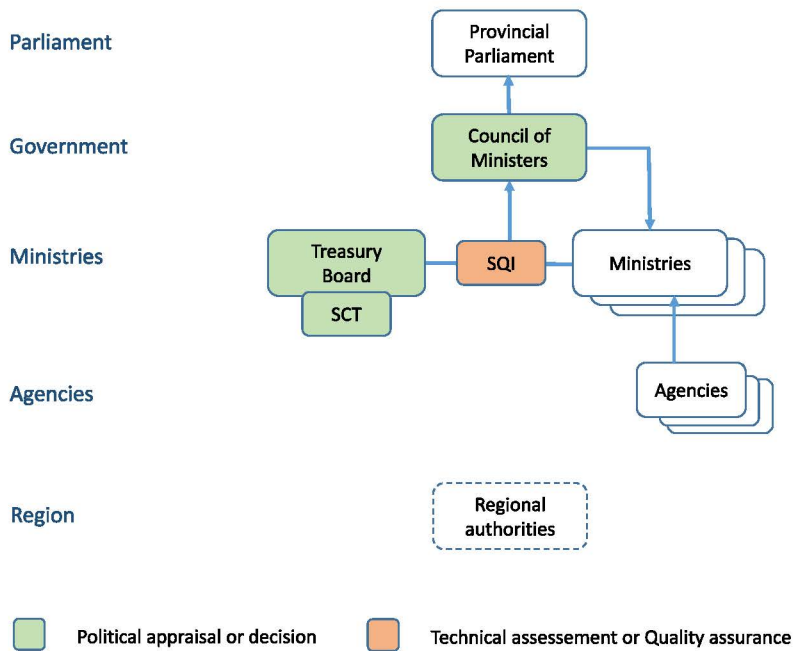 Parliament
Provincial
Parliament
Government
Council of
Ministers
Ministries
Treasury
Board
SQI
Ministries
SCT
Agencies
Agencies
Region
Regional
authorities
Political appraisal or decision
Technical assessement or Quality assurance